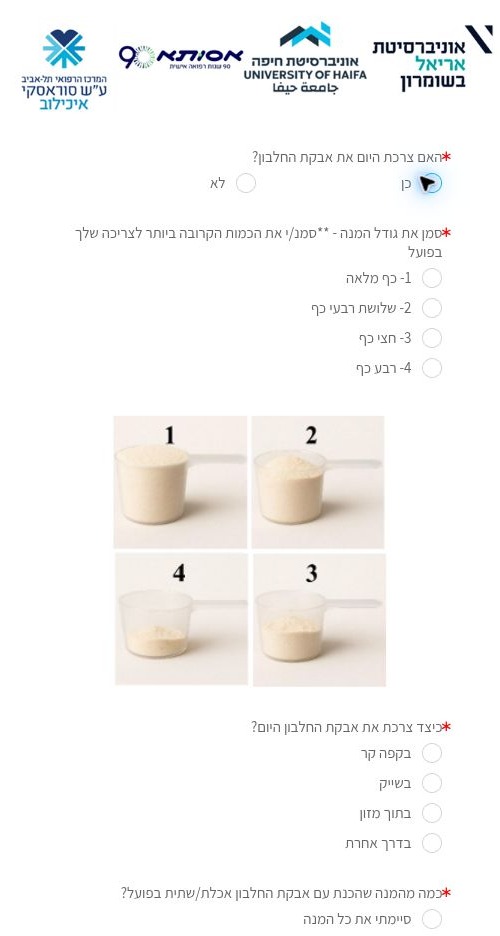 אוניברסיטת
אריאל
בשומרון
אוניברסיטת חיפה
UNIVERSITY OF HAIFA
جامعة حيفا
אסותא 90
90 שנות רפואה אישית
המרכז הרפואי תל-אביב
ע"ש סוראסקי
איכילוב
*האם צרכת היום את אבקת החלבון?
כן
לא
*סמן את גודל המנה - **סמנ/י את הכמות הקרובה ביותר לצריכה שלך
בפועל
1- כף מלאה
2- שלושת רבעי כף
3- חצי כף
4- רבע כף
1
2
4
3
*כיצד צרכת את אבקת החלבון היום?
בקפה קר
בשייק
בתוך מזון
בדרך אחרת
*כמה מהמנה שהכנת עם אבקת החלבון אכלת/שתית בפועל?
סיימתי את כל המנה